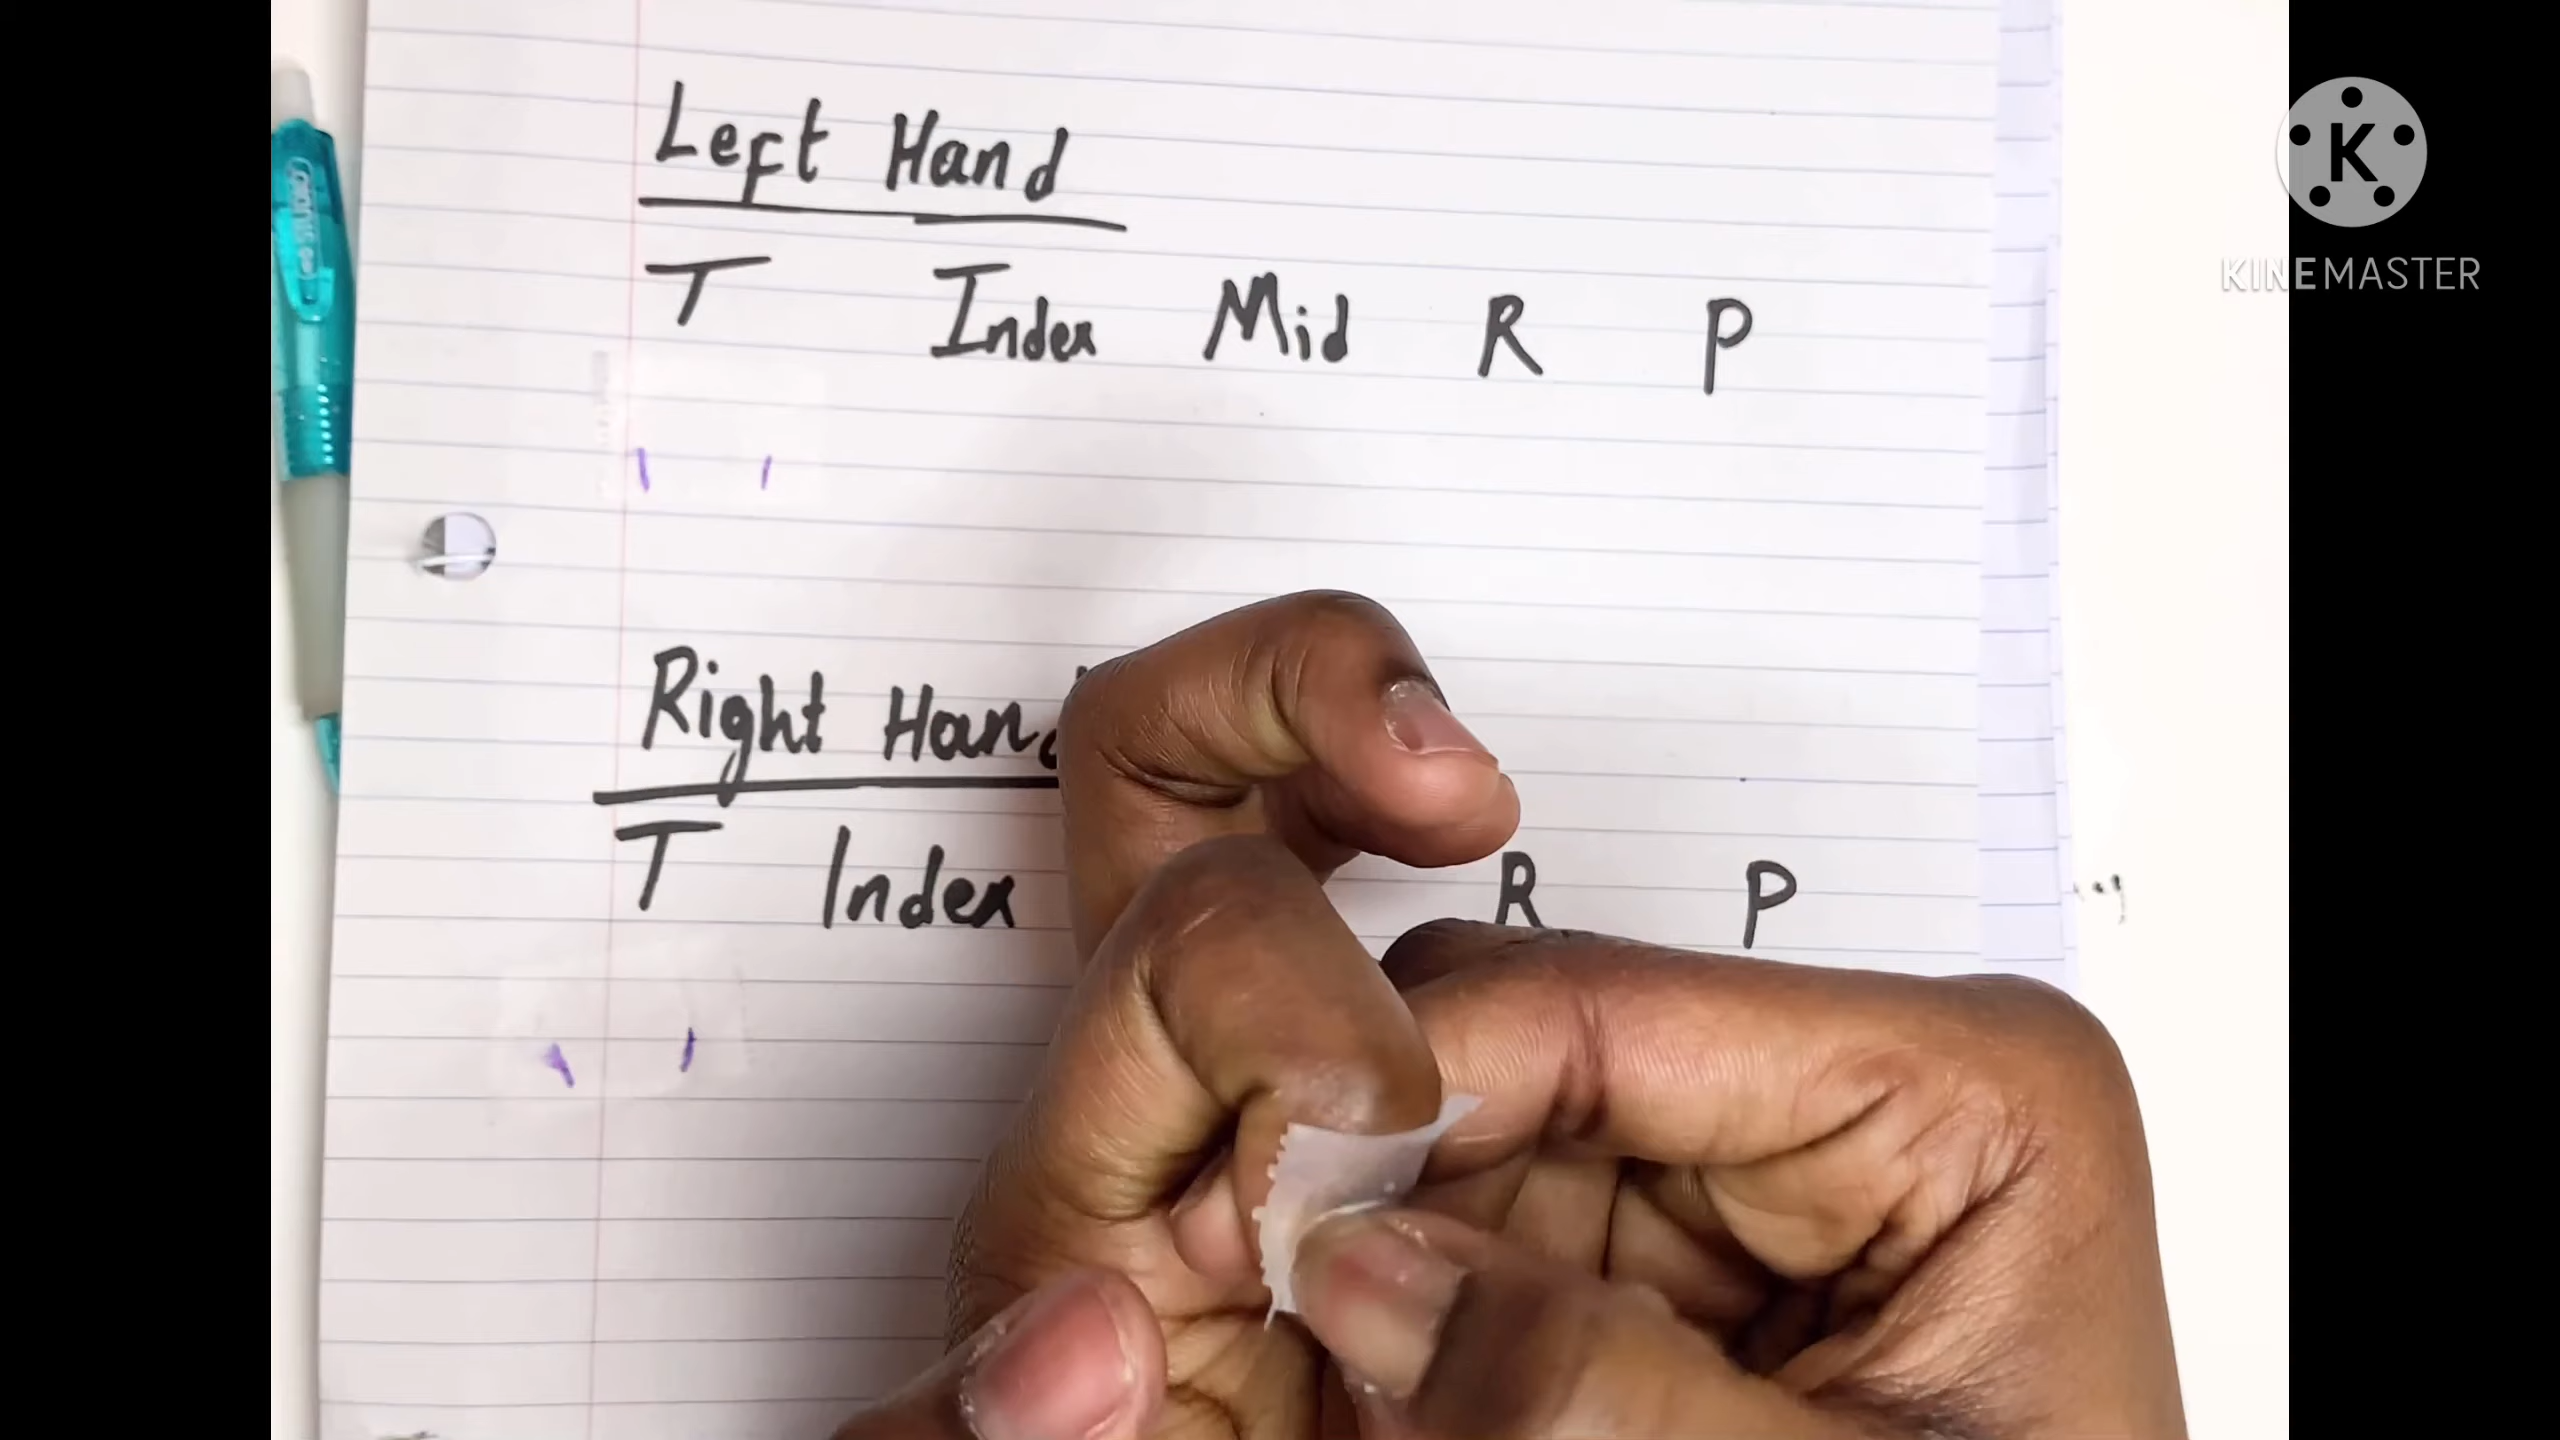 Left Hand
T Index Mid R P
Right Hand
T Index R P
K
KINEMASTER